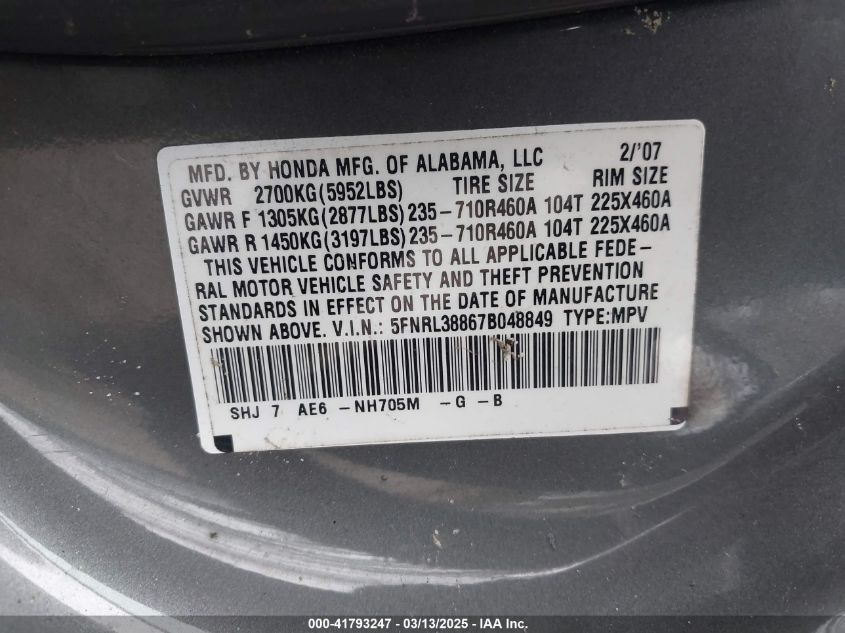 MFD. BY HONDA MFG. OF ALABAMA, LLC 2/'07
GVWR 2700KG(5952LBS) TIRE SIZE RIM SIZE
GAWR F 1305KG(2877LBS) 235-710R460A 104T 225X460A
GAWR R 1450KG(3197LBS) 235-710R460A 104T 225X460A
THIS VEHICLE CONFORMS TO ALL APPLICABLE FEDE-
RAL MOTOR VEHICLE SAFETY AND THEFT PREVENTION
STANDARDS IN EFFECT ON THE DATE OF MANUFACTURE
SHOWN ABOVE. V.I.N.: 5FNRL38867B048849 TYPE:MPV
SHJ 7 AE6 -NH705M -G -B
000-41793247 | 03/13/2025 | IAA Inc.